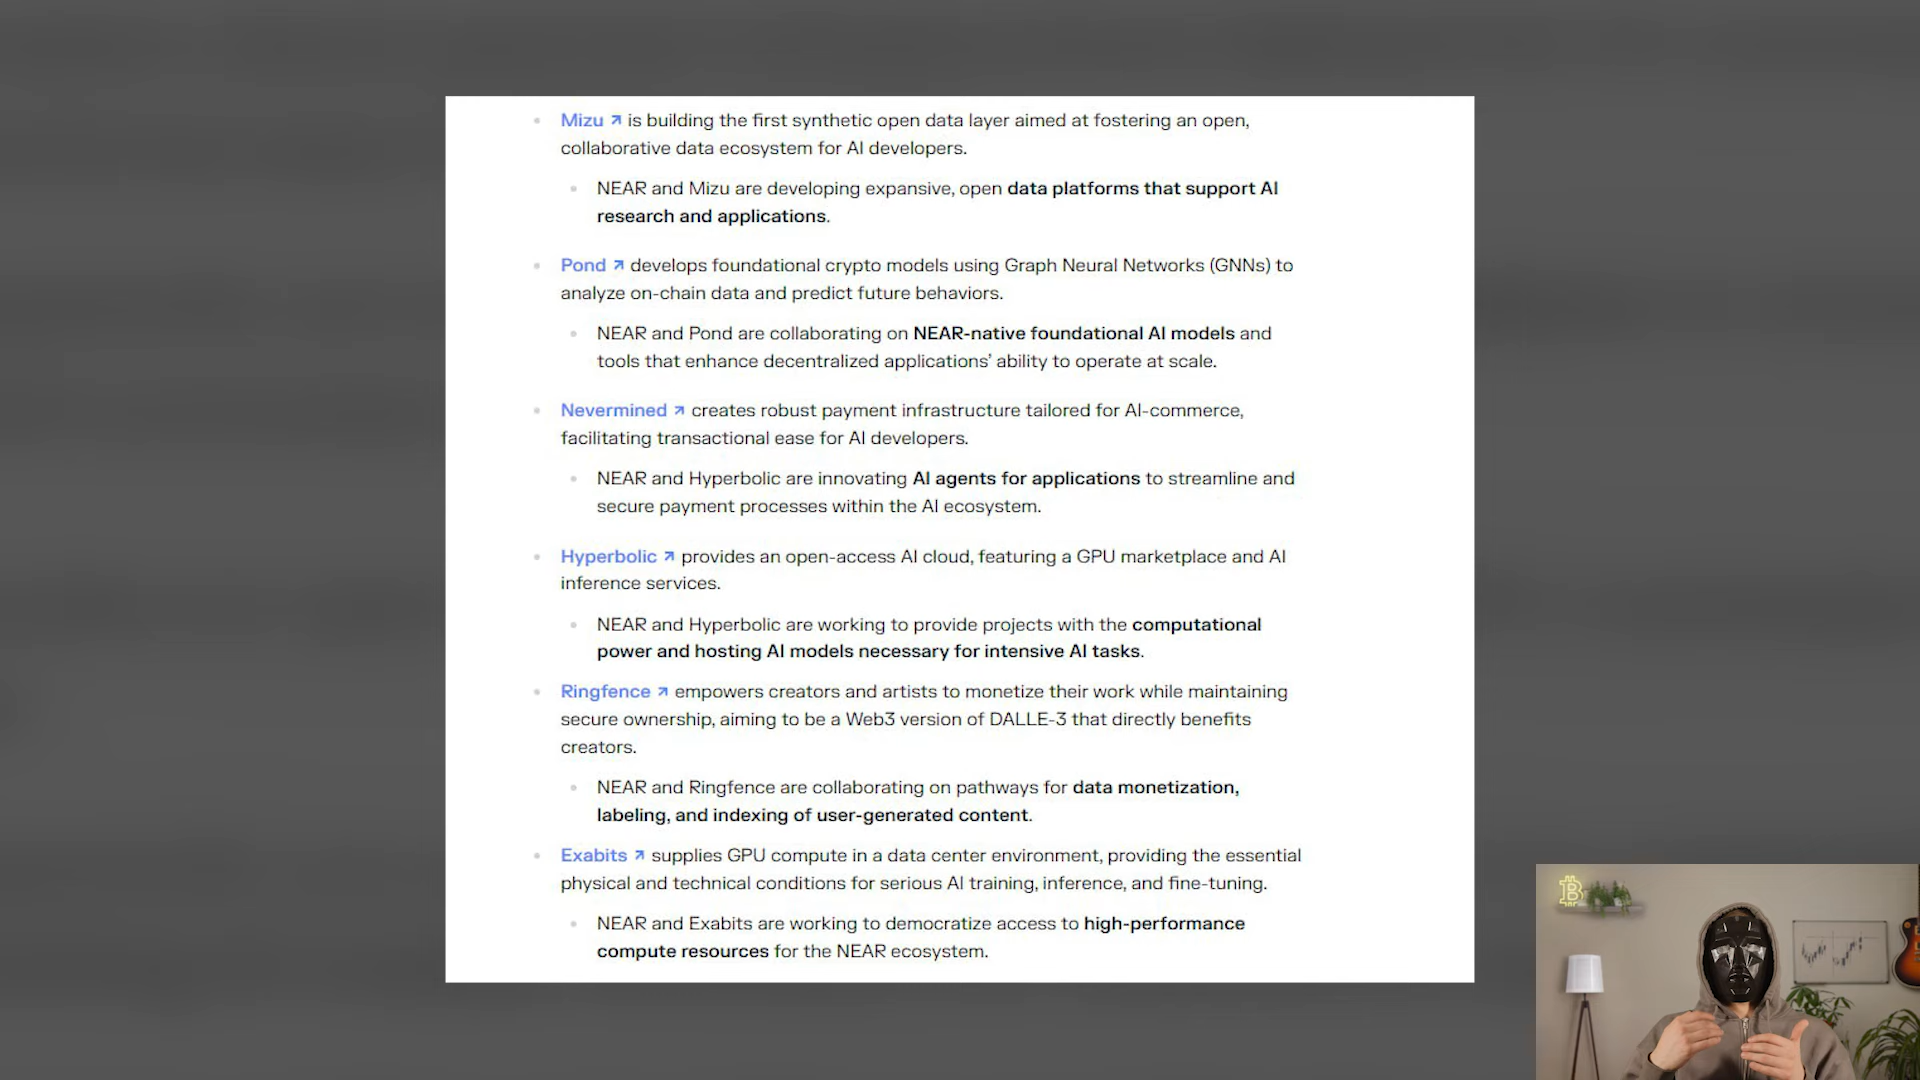 Mizu ↗ is building the first synthetic open data layer aimed at fostering an open,
collaborative data ecosystem for AI developers.
NEAR and Mizu are developing expansive, open data platforms that support AI
research and applications.
Pond ↗ develops foundational crypto models using Graph Neural Networks (GNNs) to
analyze on-chain data and predict future behaviors.
NEAR and Pond are collaborating on NEAR-native foundational AI models and
tools that enhance decentralized applications’ ability to operate at scale.
Nevermined ↗ creates robust payment infrastructure tailored for AI-commerce,
facilitating transactional ease for AI developers.
NEAR and Hyperbolic are innovating AI agents for applications to streamline and
secure payment processes within the AI ecosystem.
Hyperbolic ↗ provides an open-access AI cloud, featuring a GPU marketplace and AI
inference services.
NEAR and Hyperbolic are working to provide projects with the computational
power and hosting AI models necessary for intensive AI tasks.
Ringfence ↗ empowers creators and artists to monetize their work while maintaining
secure ownership, aiming to be a Web3 version of DALLE-3 that directly benefits
creators.
NEAR and Ringfence are collaborating on pathways for data monetization,
labeling, and indexing of user-generated content.
Exabits ↗ supplies GPU compute in a data center environment, providing the essential
physical and technical conditions for serious AI training, inference, and fine-tuning.
NEAR and Exabits are working to democratize access to high-performance
compute resources for the NEAR ecosystem.